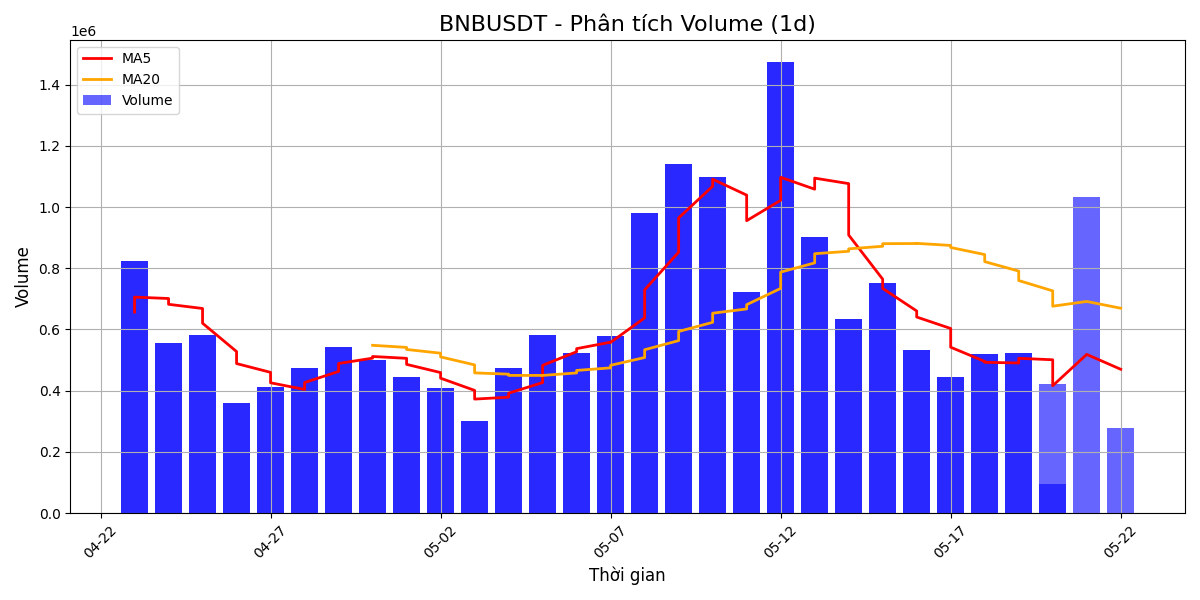 BNBUSDT - Phân tích Volume (1d)
1e6
MA5
MA20
Volume
1.4
1.2
1.0
0.8
0.6
0.4
0.2
0.0
Volume
04-22
04-27
05-02
05-07
05-12
05-17
05-22
Thời gian